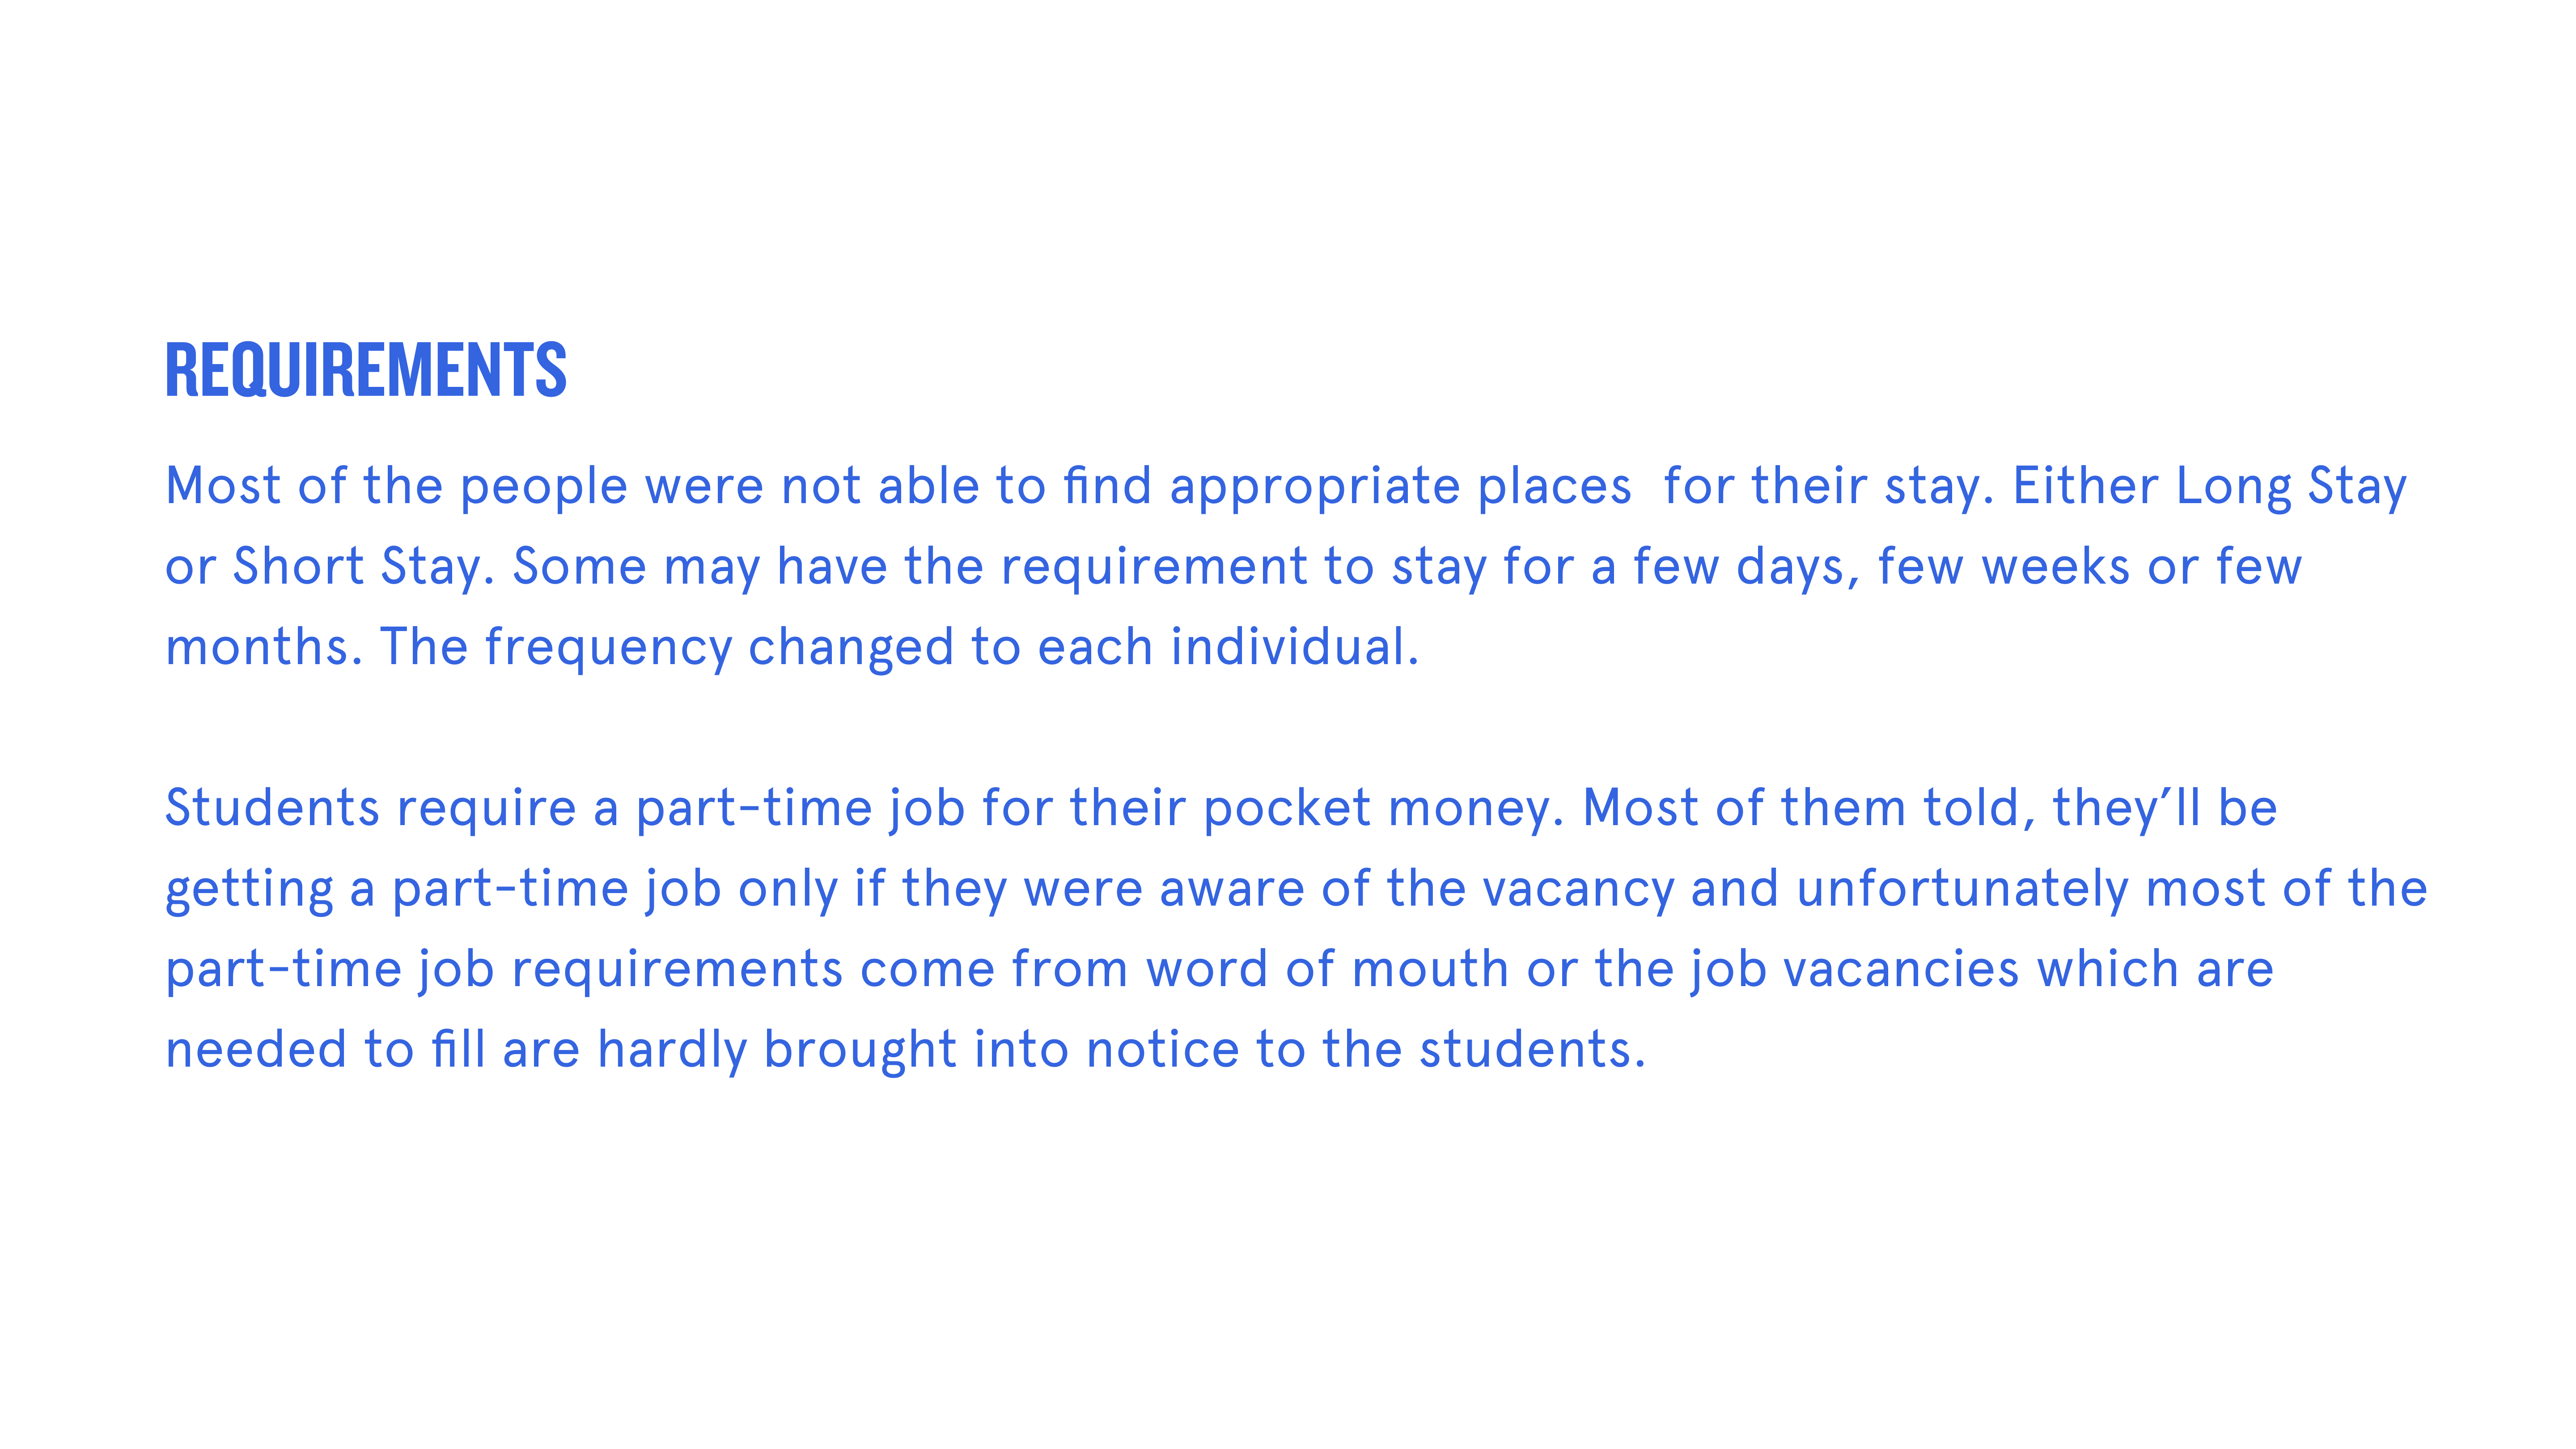 REQUIREMENTS
Most of the people were not able to find appropriate places  for their stay. Either Long Stay
or Short Stay. Some may have the requirement to stay for a few days, few weeks or few
months. The frequency changed to each individual.
Students require a part-time job for their pocket money. Most of them told, they’ll be
getting a part-time job only if they were aware of the vacancy and unfortunately most of the
part-time job requirements come from word of mouth or the job vacancies which are
needed to fill are hardly brought into notice to the students.